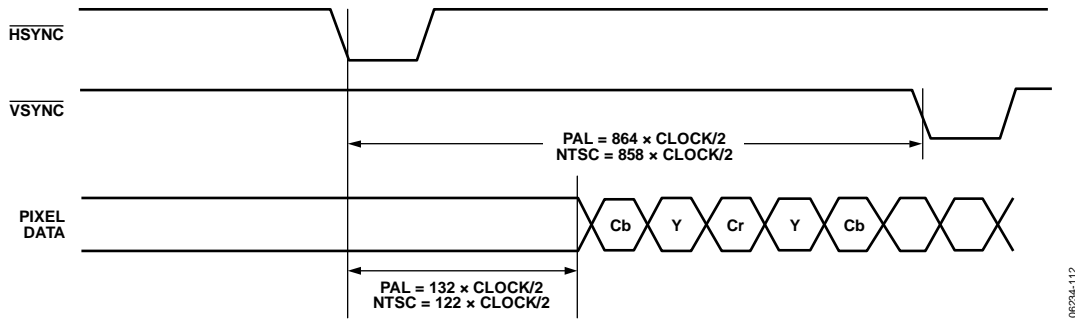 HSYNC
VSYNC
PAL = 864 × CLOCK/2
NTSC = 858 × CLOCK/2
PIXEL
DATA
Cb
Y
Cr
Y
Cb
PAL = 132 × CLOCK/2
NTSC = 122 × CLOCK/2
06234-112